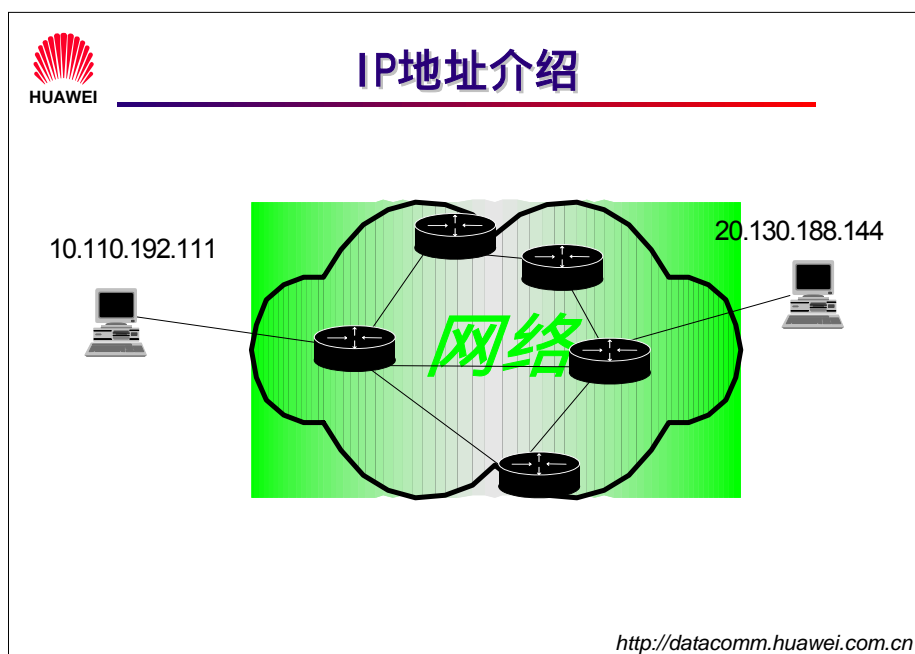 HUAWEI
IP地址介绍
10.110.192.111
20.130.188.144
网络
http://datacomm.huawei.com.cn